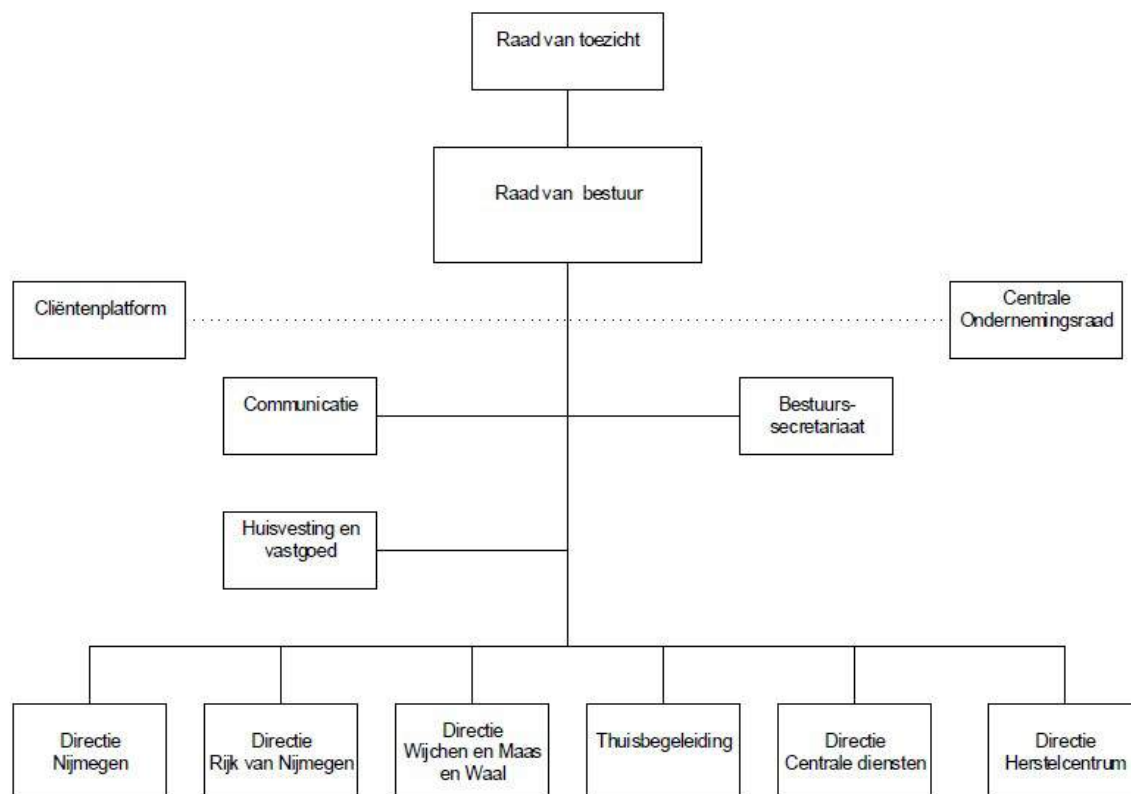 Raad van toezicht
Raad van bestuur
Cliëntenplatform
Centrale
Ondernemingsraad
Communicatie
Bestuurs-
secretariaat
Huisvesting en
vastgoed
Directie
Nijmegen
Directie
Rijk van Nijmegen
Directie
Wijchen en Maas
en Waal
Thuisbegeleiding
Directie
Centrale diensten
Directie
Herstelcentrum